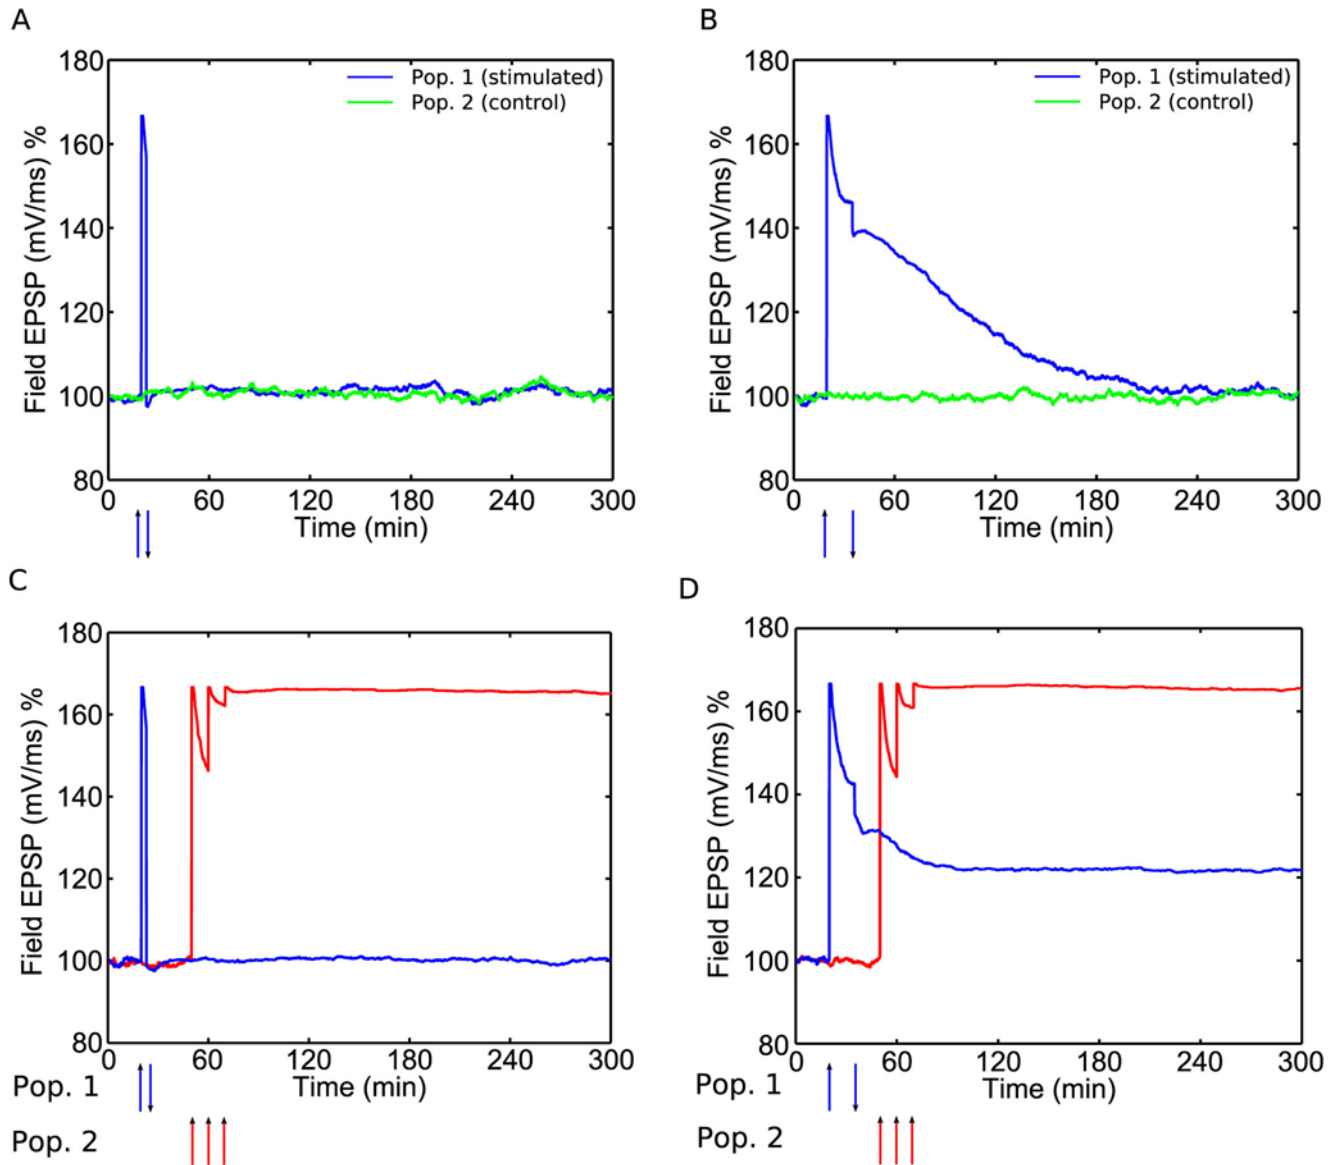 A
180
160
140
120
100
80
Field EPSP (mV/ms) %
Pop. 1 (stimulated)
Pop. 2 (control)
0 60 120 180 240 300
Time (min)
B
180
160
140
120
100
80
Field EPSP (mV/ms) %
Pop. 1 (stimulated)
Pop. 2 (control)
0 60 120 180 240 300
Time (min)
C
180
160
140
120
100
80
Field EPSP (mV/ms) %
0 60 120 180 240 300
Time (min)
Pop. 1
Pop. 2
D
180
160
140
120
100
80
Field EPSP (mV/ms) %
0 60 120 180 240 300
Time (min)
Pop. 1
Pop. 2